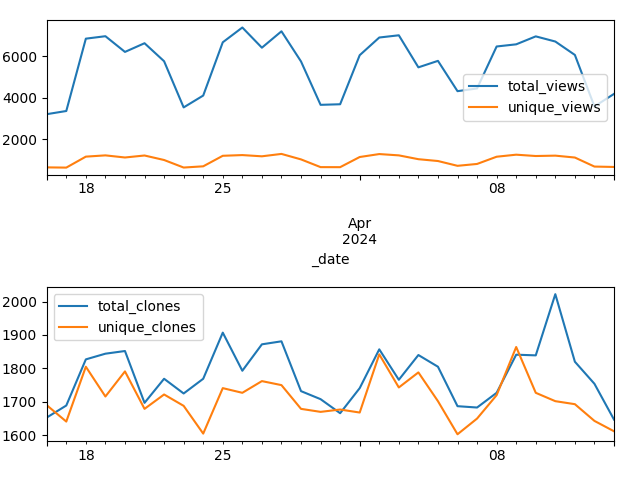 6000
4000
2000
total_views
unique_views
18 25 08
Apr
2024
_date
2000
1900
1800
1700
1600
total_clones
unique_clones
18 25 08